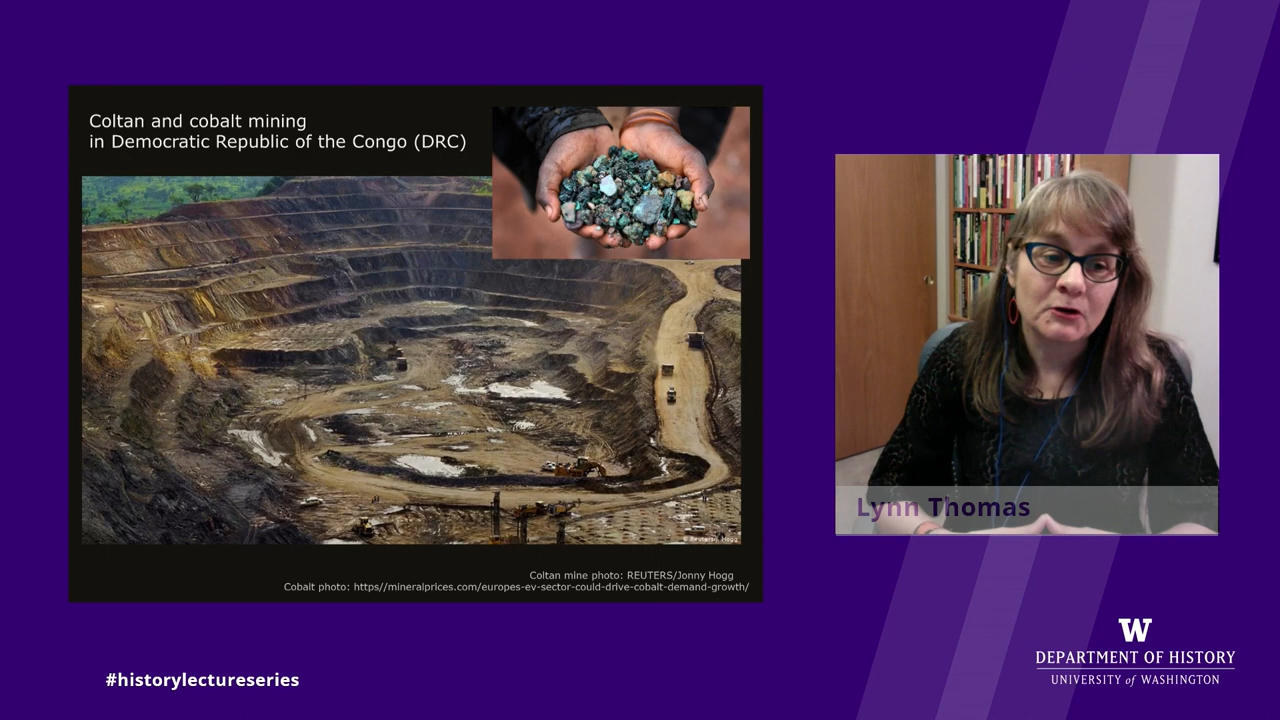 Coltan and cobalt mining
in Democratic Republic of the Congo (DRC)
© Reuters/J. Hogg
Coltan mine photo: REUTERS/Jonny Hogg
Cobalt photo: https//mineralprices.com/europes-ev-sector-could-drive-cobalt-demand-growth/
Lynn Thomas
#historylectureseries
W
DEPARTMENT OF HISTORY
UNIVERSITY of WASHINGTON